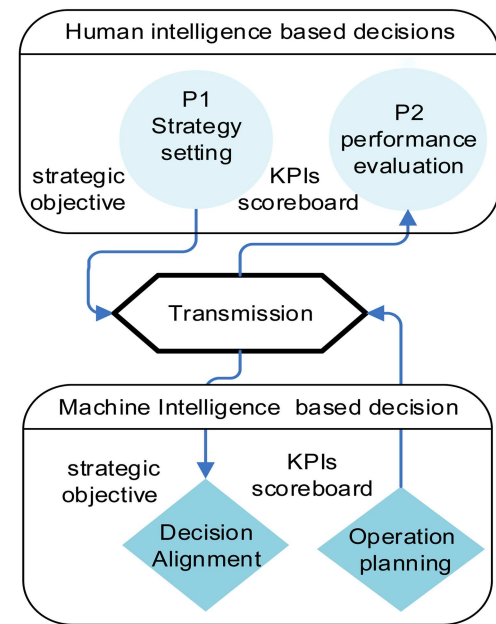 Human intelligence based decisions
P1
Strategy
setting
P2
performance
evaluation
strategic
objective
KPIs
scoreboard
Transmission
Machine Intelligence based decision
strategic
objective
KPIs
scoreboard
Decision
Alignment
Operation
planning